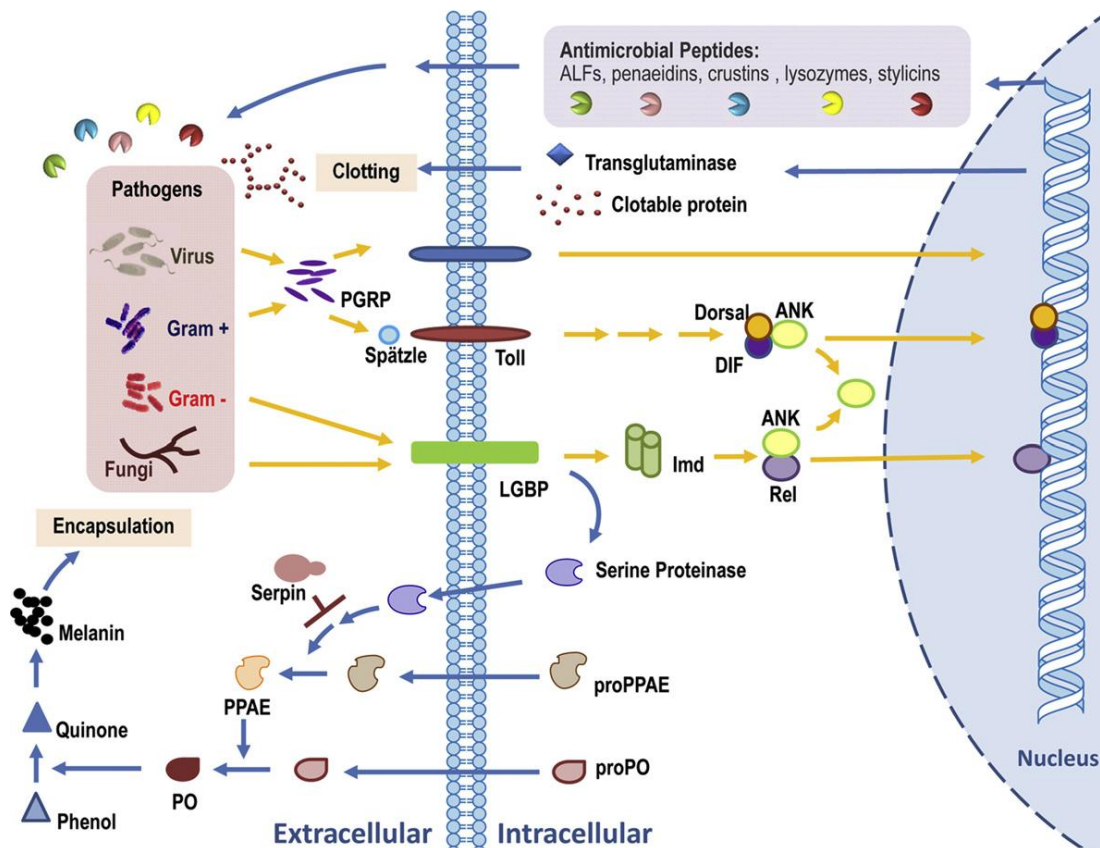 Antimicrobial Peptides:
ALFs, penaeidins, crustins , lysozymes, stylicins
Pathogens
Clotting
Transglutaminase
Clotable protein
Virus
PGRP
Gram +
Spätzle
Toll
Dorsal
ANK
DIF
Gram -
ANK
Fungi
LGBP
Imd
Rel
Encapsulation
Serine Proteinase
Serpin
Melanin
PPAE
proPPAE
Quinone
Nucleus
PO
proPO
Phenol
Extracellular
Intracellular